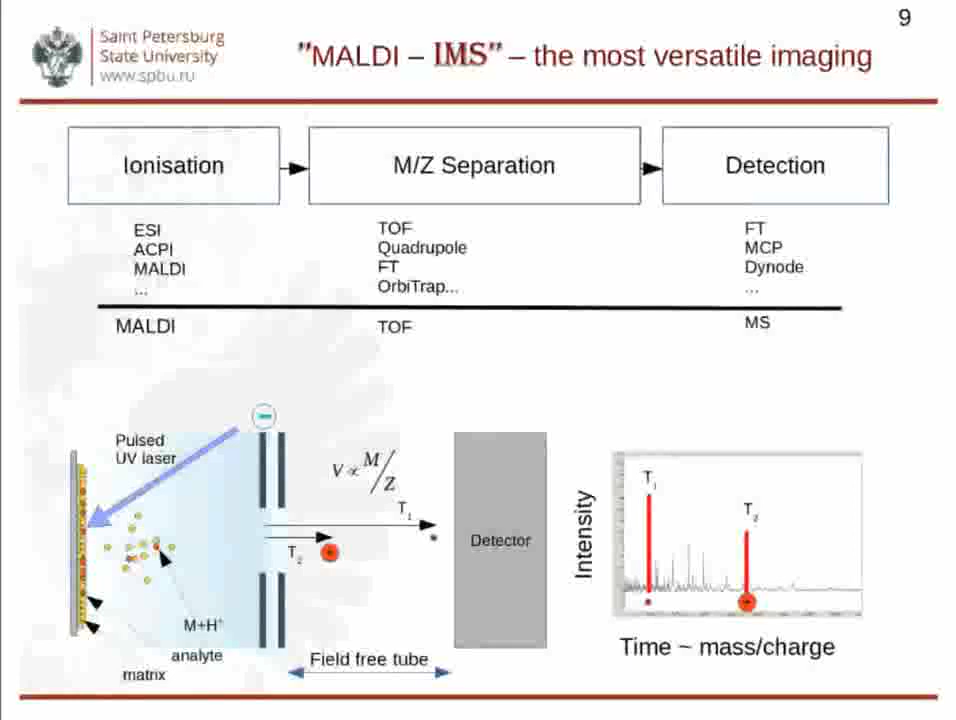 9
Saint Petersburg
State University
www.spbu.ru
"MALDI – IMS" – the most versatile imaging
Ionisation
M/Z Separation
Detection
ESI
ACPI
MALDI
...
TOF
Quadrupole
FT
OrbiTrap...
FT
MCP
Dynode
...
MALDI
TOF
MS
Pulsed
UV laser
V ∝ M/Z
T1
T2
Detector
M+H+
analyte
matrix
Field free tube
Intensity
T1
T2
Time ~ mass/charge